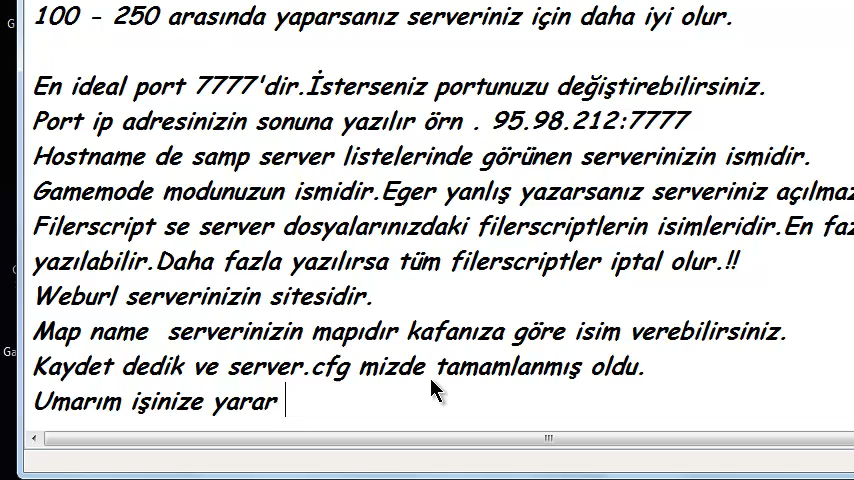 100 - 250 arasında yaparsanız serveriniz için daha iyi olur.
En ideal port 7777'dir.İsterseniz portunuzu değiştirebilirsiniz.
Port ip adresinizin sonuna yazılır örn . 95.98.212:7777
Hostname de samp server listelerinde görünen serverinizin ismidir.
Gamemode modunuzun ismidir.Eger yanlış yazarsanız serveriniz açılmaz
Filerscript se server dosyalarınızdaki filerscriptlerin isimleridir.En faz
yazılabilir.Daha fazla yazılırsa tüm filerscriptler iptal olur.!!
Weburl serverinizin sitesidir.
Map name  serverinizin mapıdır kafanıza göre isim verebilirsiniz.
Kaydet dedik ve server.cfg mizde tamamlanmış oldu.
Umarım işinize yarar